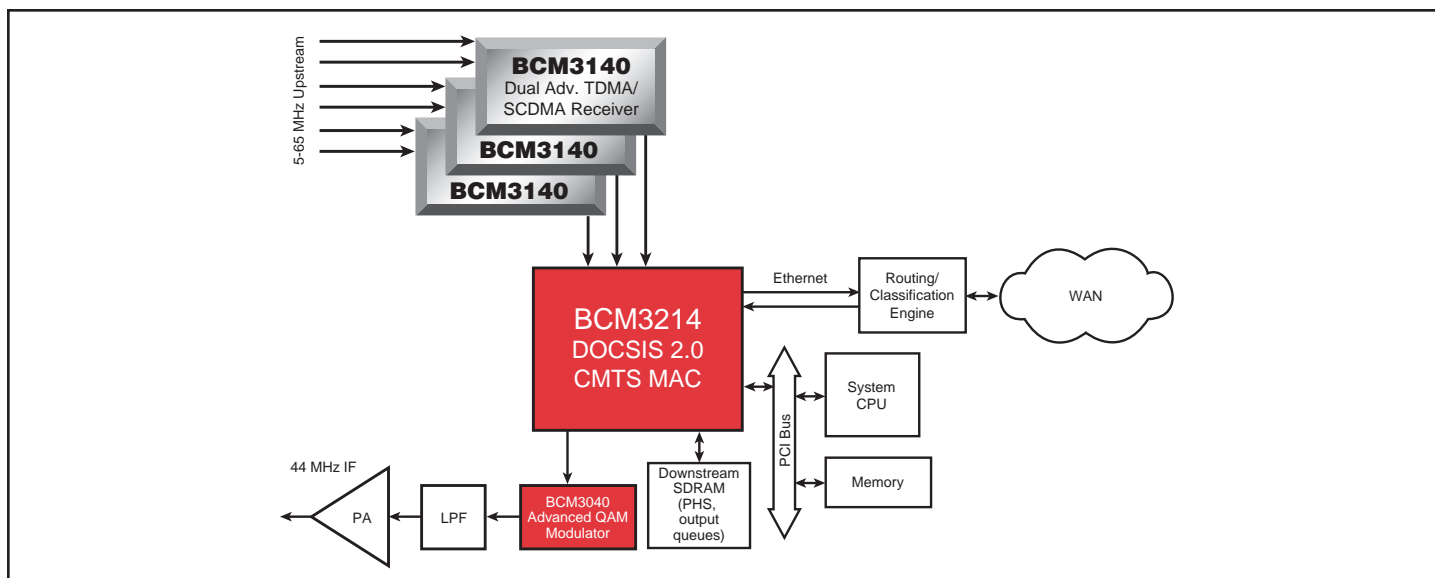 5-65 MHz Upstream
BCM3140
Dual Adv. TDMA/
SCDMA Receiver
BCM3140
BCM3140
BCM3214
DOCSIS 2.0
CMTS MAC
Ethernet
Routing/
Classification
Engine
WAN
PCI Bus
System
CPU
Memory
Downstream
SDRAM
(PHS,
output
queues)
BCM3040
Advanced QAM
Modulator
LPF
44 MHz IF
PA